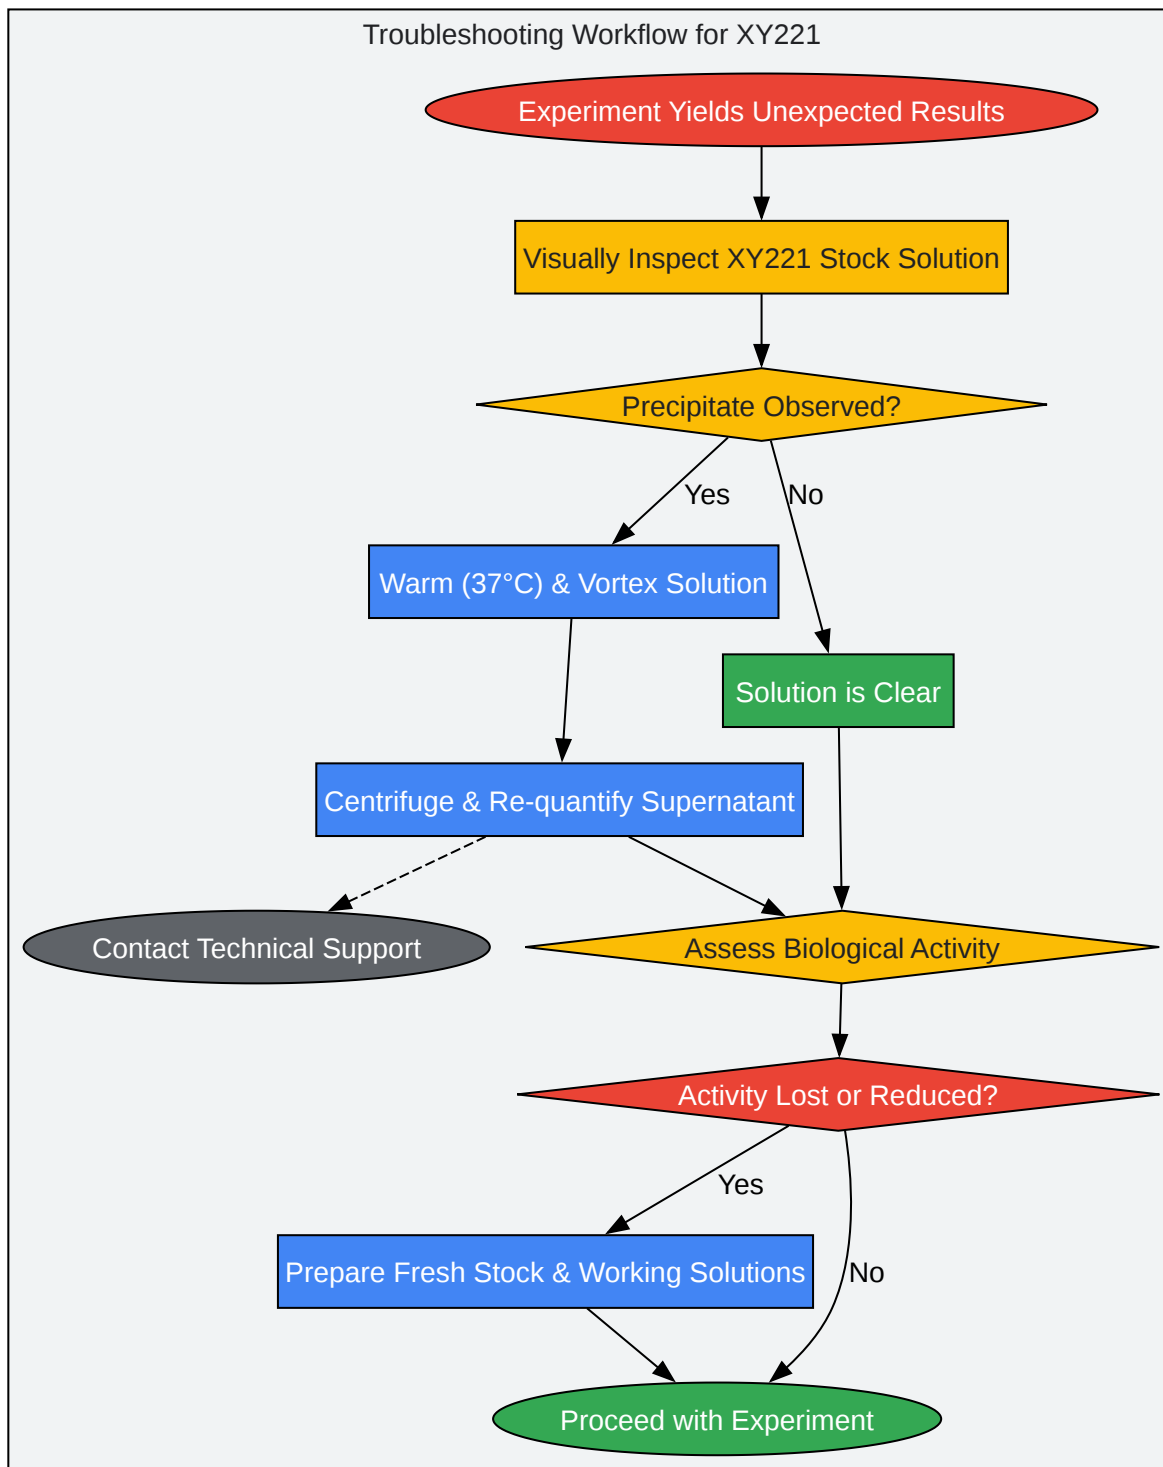 Troubleshooting Workflow for XY221
Experiment Yields Unexpected Results
Visually Inspect XY221 Stock Solution
Precipitate Observed?
Yes
No
Warm (37°C) & Vortex Solution
Solution is Clear
Centrifuge & Re-quantify Supernatant
Contact Technical Support
Assess Biological Activity
Activity Lost or Reduced?
Yes
Prepare Fresh Stock & Working Solutions
No
Proceed with Experiment